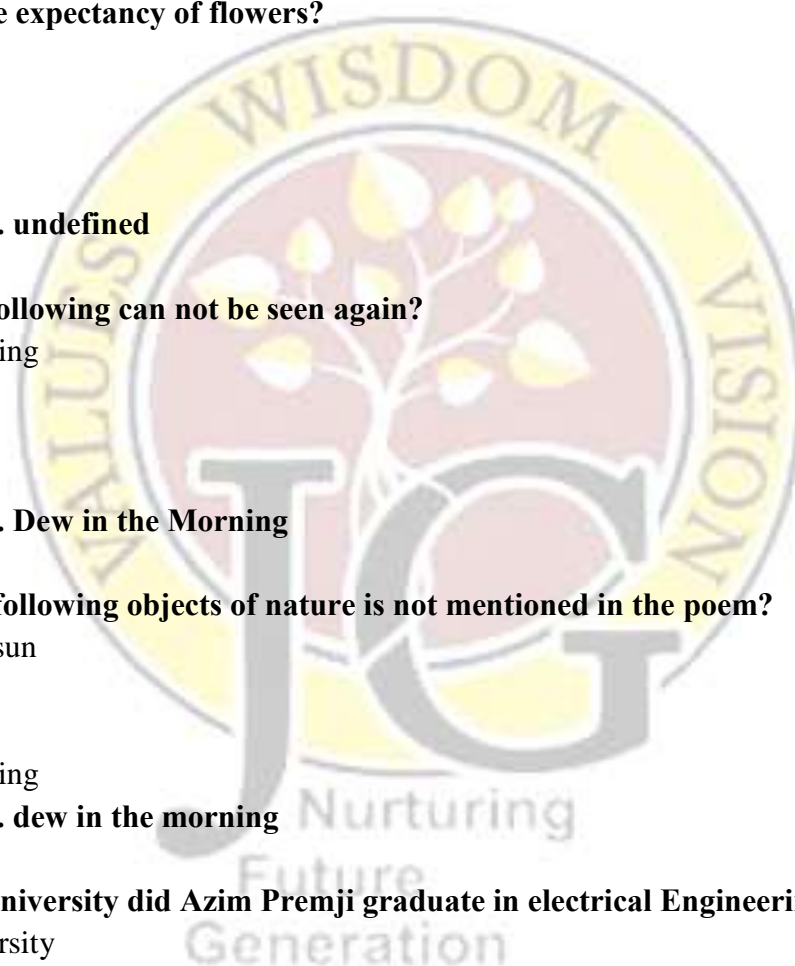 e expectancy of flowers?
WISDOM
VALUES
VISION
. undefined
ollowing can not be seen again?
ing
. Dew in the Morning
following objects of nature is not mentioned in the poem?
sun
ing
. dew in the morning
JG
Nurturing
Future
Generation
niversity did Azim Premji graduate in electrical Engineeri
rsity